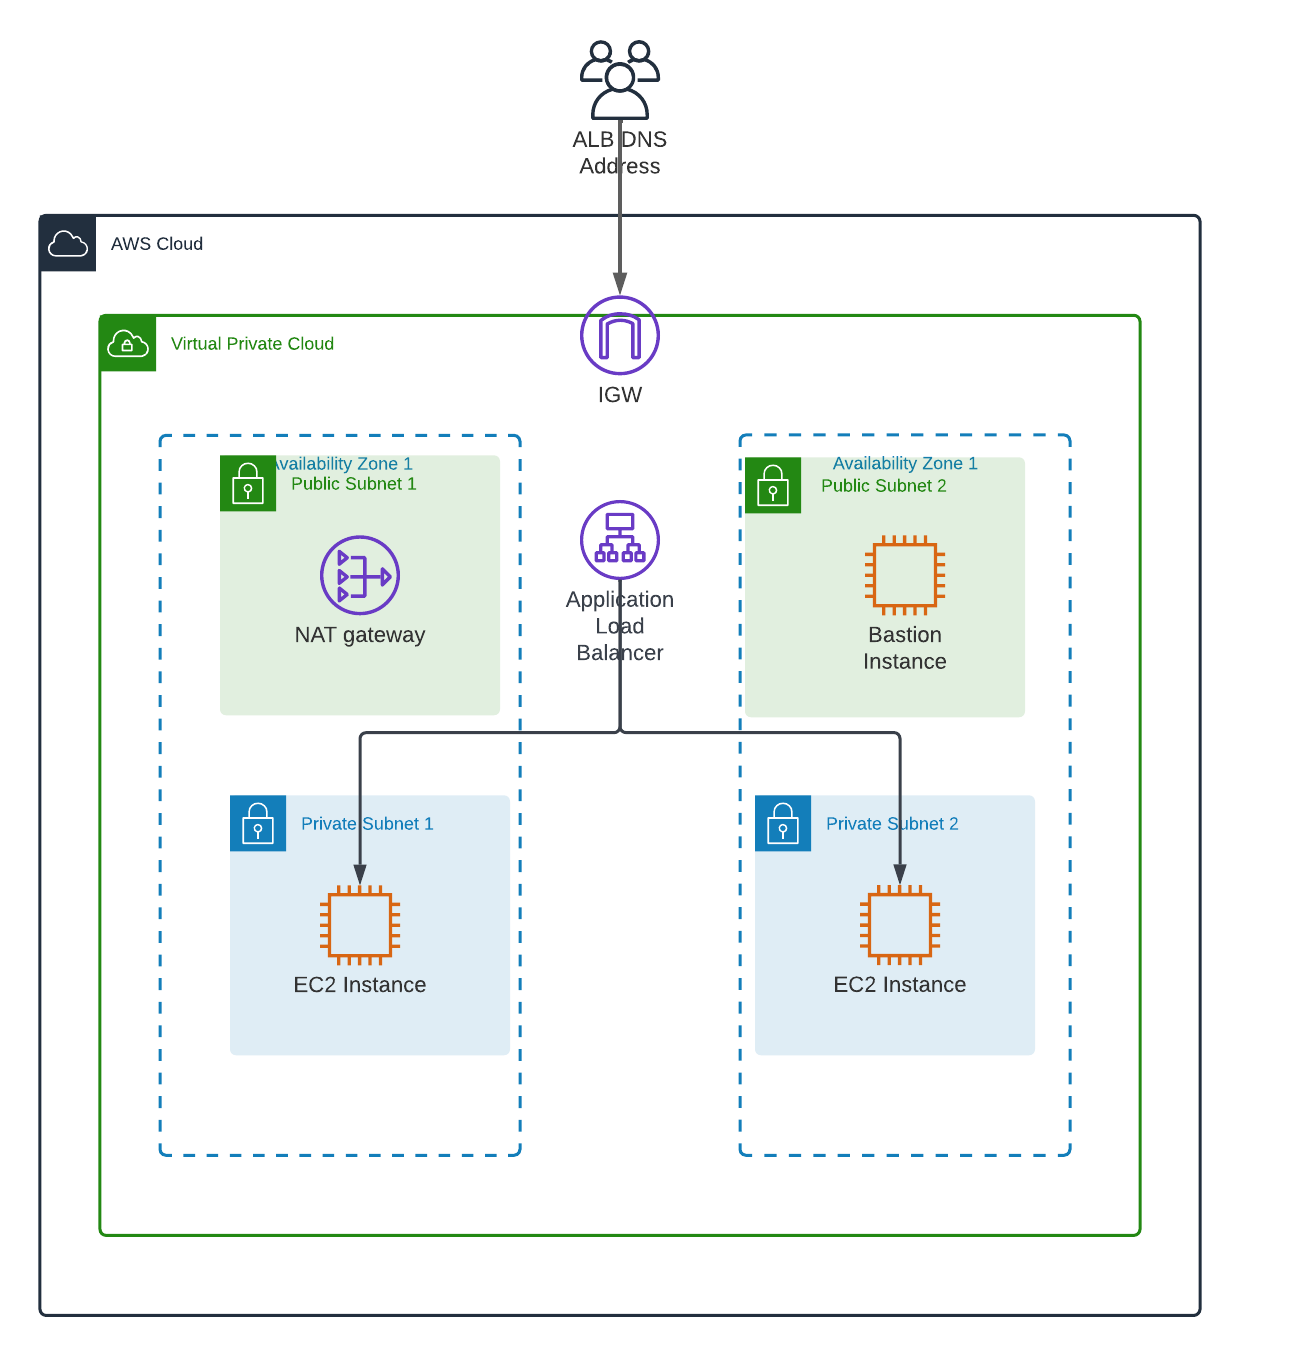 ALB DNS
Address
AWS Cloud
Virtual Private Cloud
IGW
Availability Zone 1
Public Subnet 1
Availability Zone 1
Public Subnet 2
NAT gateway
Application
Load
Balancer
Bastion
Instance
Private Subnet 1
Private Subnet 2
EC2 Instance
EC2 Instance